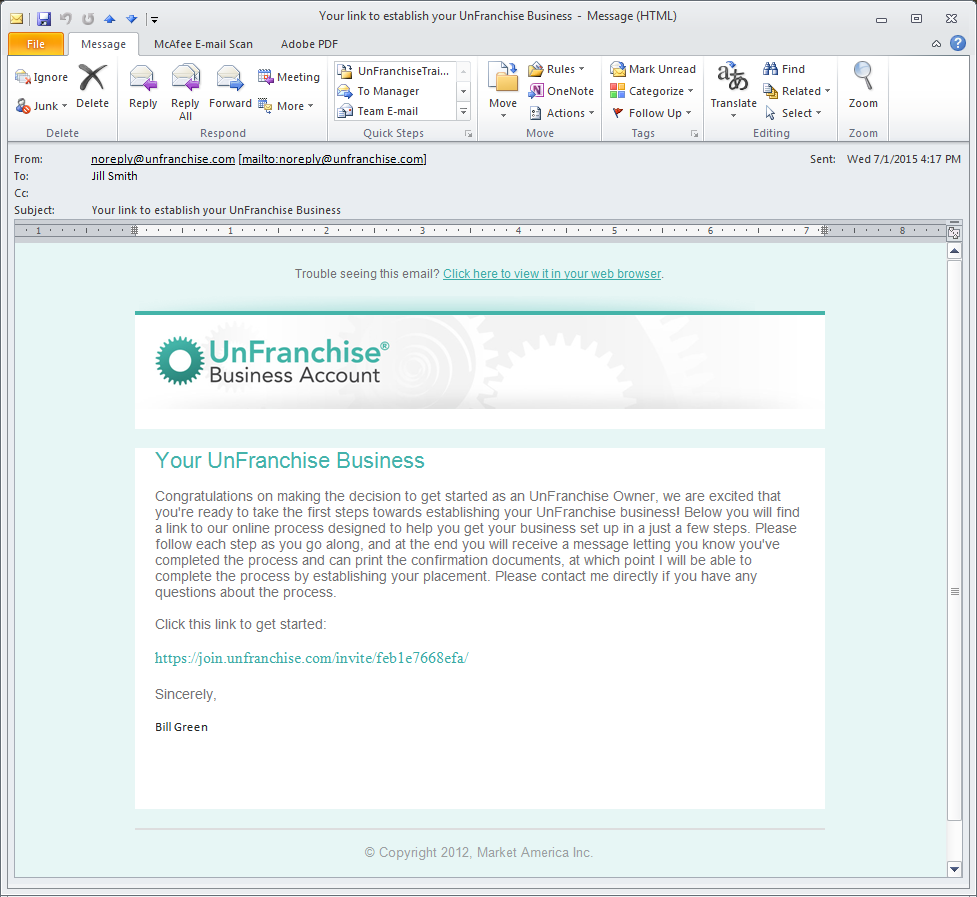 Your link to establish your UnFranchise Business - Message (HTML)
File Message McAfee E-mail Scan Adobe PDF
Ignore
Junk
Delete
Delete
Reply
Reply All
Forward
Meeting
More
Respond
UnFranchiseTrai...
To Manager
Team E-mail
Quick Steps
Move
Rules
OneNote
Actions
Move
Mark Unread
Categorize
Follow Up
Tags
Translate
Find
Related
Select
Editing
Zoom
Zoom
From: noreply@unfranchise.com [mailto:noreply@unfranchise.com] Sent: Wed 7/1/2015 4:17 PM
To: Jill Smith
Cc:
Subject: Your link to establish your UnFranchise Business
1 1 2 3 4 5 6 7 8
Trouble seeing this email? Click here to view it in your web browser.
UnFranchise®
Business Account
Your UnFranchise Business
Congratulations on making the decision to get started as an UnFranchise Owner, we are excited that
you're ready to take the first steps towards establishing your UnFranchise business! Below you will find
a link to our online process designed to help you get your business set up in a just a few steps. Please
follow each step as you go along, and at the end you will receive a message letting you know you've
completed the process and can print the confirmation documents, at which point I will be able to
complete the process by establishing your placement. Please contact me directly if you have any
questions about the process.
Click this link to get started:
https://join.unfranchise.com/invite/feb1e7668efa/
Sincerely,
Bill Green
© Copyright 2012, Market America Inc.